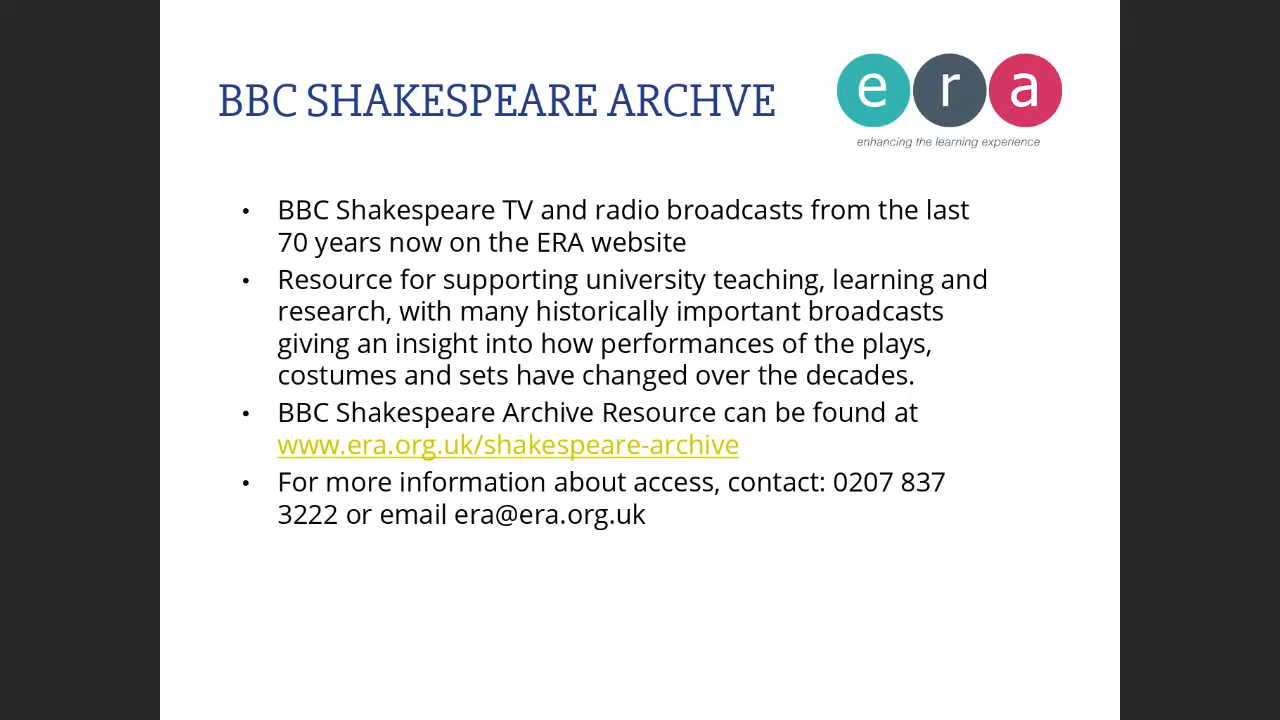 BBC SHAKESPEARE ARCHVE
e r a
enhancing the learning experience
• BBC Shakespeare TV and radio broadcasts from the last
70 years now on the ERA website
• Resource for supporting university teaching, learning and
research, with many historically important broadcasts
giving an insight into how performances of the plays,
costumes and sets have changed over the decades.
• BBC Shakespeare Archive Resource can be found at
www.era.org.uk/shakespeare-archive
• For more information about access, contact: 0207 837
3222 or email era@era.org.uk